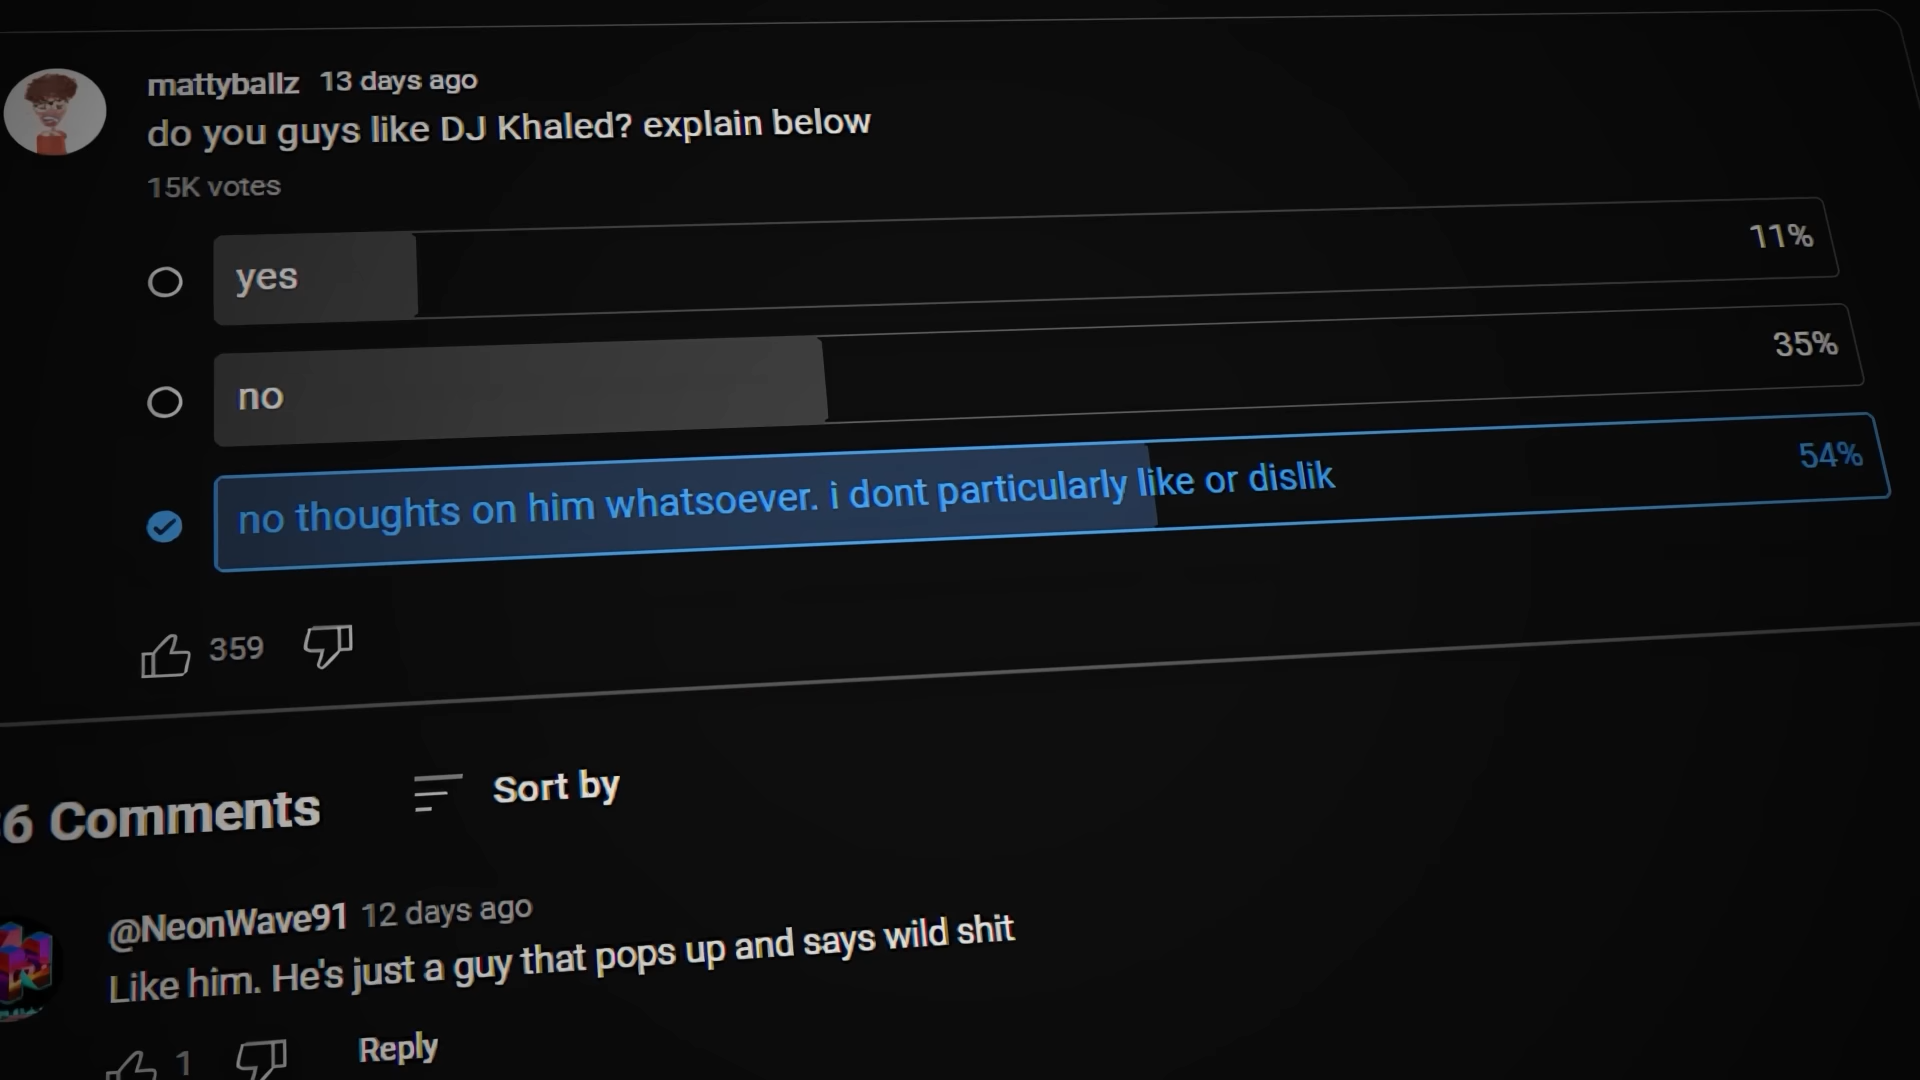 mattyballz 13 days ago
do you guys like DJ Khaled? explain below
15K votes
yes 11%
no 35%
no thoughts on him whatsoever. i dont particularly like or dislik 54%
359
6 Comments
Sort by
@NeonWave91 12 days ago
Like him. He's just a guy that pops up and says wild shit
1
Reply